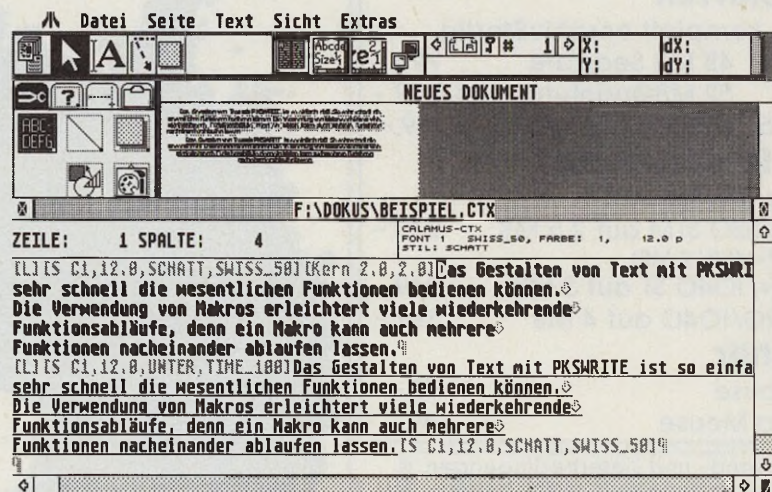 Datei Seite Text Sicht Extras
A
Abcde Size½
# 1 X: dX:
Y: dY:
?
NEUES DOKUMENT
ABC- DEFG
F:\DOKUS\BEISPIEL.CTX
ZEILE: 1 SPALTE: 4
CALAMUS-CTX
FONT 1 SWISS_50, FARBE: 1, 12.0 p
STIL: SCHATT
[L][S C1,12.0,SCHATT,SWISS_50][Kern 2.0,2.0]Das Gestalten von Text mit PKSWRI
sehr schnell die wesentlichen Funktionen bedienen können.
Die Verwendung von Makros erleichtert viele wiederkehrende
Funktionsabläufe, denn ein Makro kann auch mehrere
Funktionen nacheinander ablaufen lassen.
[L][S C1,12.0,UNTER,TIME_100]Das Gestalten von Text mit PKSWRITE ist so einfa
sehr schnell die wesentlichen Funktionen bedienen können.
Die Verwendung von Makros erleichtert viele wiederkehrende
Funktionsabläufe, denn ein Makro kann auch mehrere
Funktionen nacheinander ablaufen lassen.[S C1,12.0,SCHATT,SWISS_50]